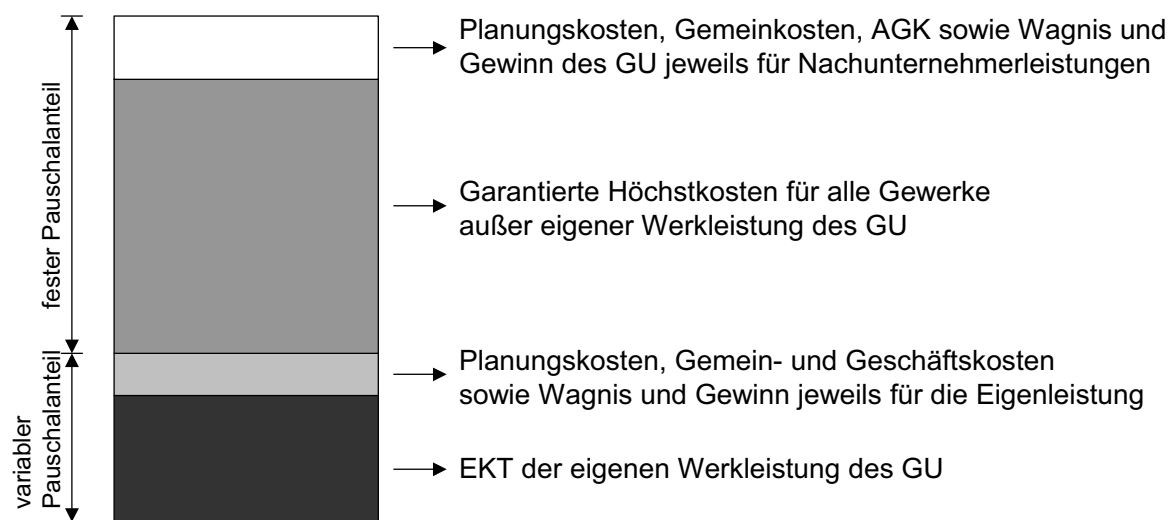 Planungskosten, Gemeinkosten, AGK sowie Wagnis und
Gewinn des GU jeweils für Nachunternehmerleistungen
fester Pauschalanteil
Garantierte Höchstkosten für alle Gewerke
außer eigener Werkleistung des GU
variabler
Pauschalanteil
Planungskosten, Gemein- und Geschäftskosten
sowie Wagnis und Gewinn jeweils für die Eigenleistung
EKT der eigenen Werkleistung des GU